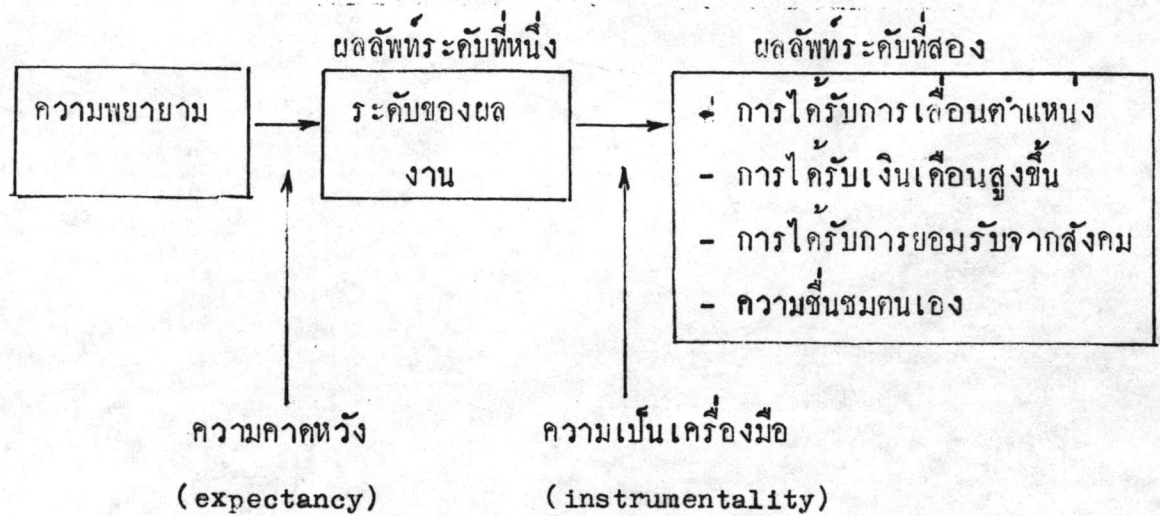 ผลลัพท์ระดับที่หนึ่ง
ผลลัพท์ระดับที่สอง
ความพยายาม
ระดับของผล
งาน
- การได้รับการเลื่อนตำแหน่ง
- การได้รับเงินเดือนสูงขึ้น
- การได้รับการยอมรับจากสังคม
- ความชื่นชมตนเอง
ความคาดหวัง
ความเป็นเครื่องมือ
(expectancy)
(instrumentality)